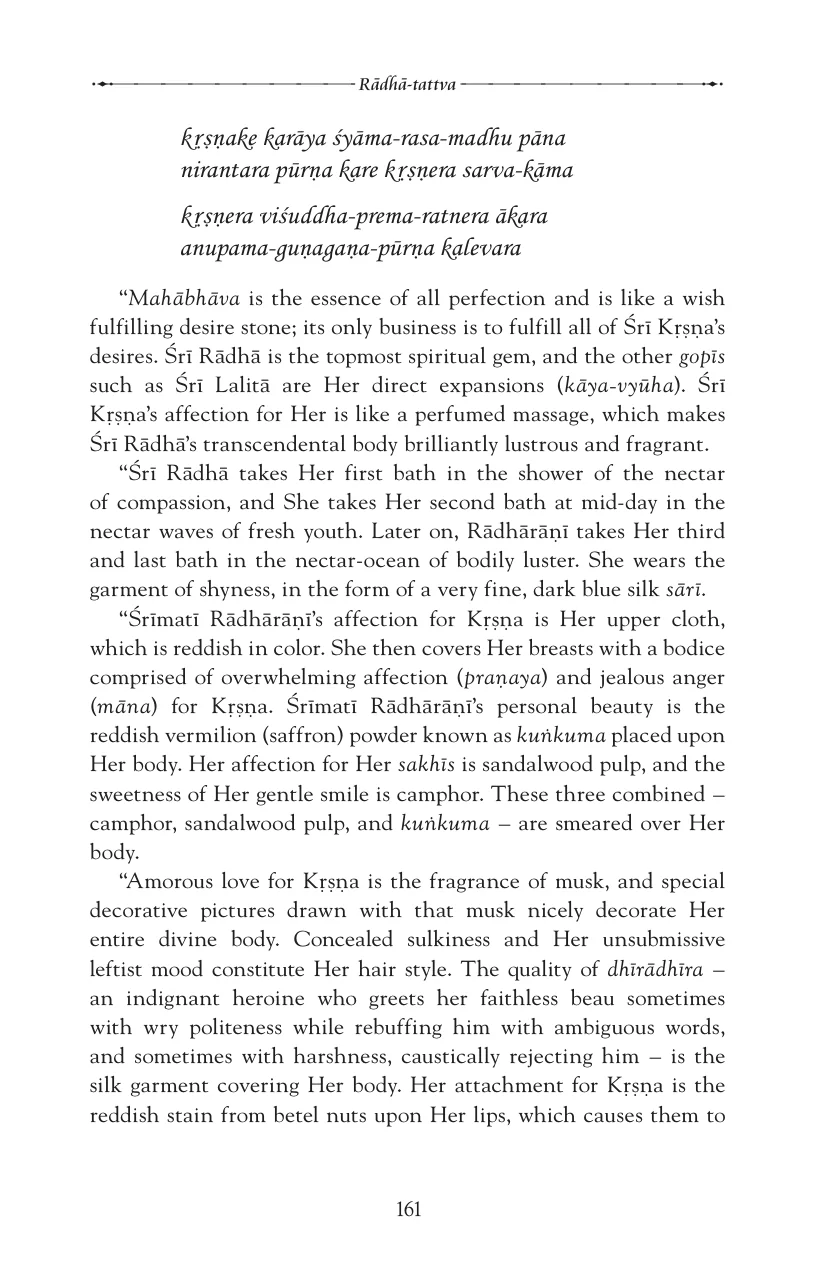 Rādhā-tattva
kṛṣṇake karāya śyāma-rasa-madhu pāna
nirantara pūrṇa kare kṛṣṇera sarva-kāma
kṛṣṇera viśuddha-prema-ratnera ākara
anupama-guṇagaṇa-pūrṇa kalevara
“Mahābhāva is the essence of all perfection and is like a wish
fulfilling desire stone; its only business is to fulfill all of Śrī Kṛṣṇa’s
desires. Śrī Rādhā is the topmost spiritual gem, and the other gopīs
such as Śrī Lalitā are Her direct expansions (kāya-vyūha). Śrī
Kṛṣṇa’s affection for Her is like a perfumed massage, which makes
Śrī Rādhā’s transcendental body brilliantly lustrous and fragrant.
“Śrī Rādhā takes Her first bath in the shower of the nectar
of compassion, and She takes Her second bath at mid-day in the
nectar waves of fresh youth. Later on, Rādhārāṇī takes Her third
and last bath in the nectar-ocean of bodily luster. She wears the
garment of shyness, in the form of a very fine, dark blue silk sārī.
“Śrīmatī Rādhārāṇī’s affection for Kṛṣṇa is Her upper cloth,
which is reddish in color. She then covers Her breasts with a bodice
comprised of overwhelming affection (praṇaya) and jealous anger
(māna) for Kṛṣṇa. Śrīmatī Rādhārāṇī’s personal beauty is the
reddish vermilion (saffron) powder known as kuṅkuma placed upon
Her body. Her affection for Her sakhīs is sandalwood pulp, and the
sweetness of Her gentle smile is camphor. These three combined –
camphor, sandalwood pulp, and kuṅkuma – are smeared over Her
body.
“Amorous love for Kṛṣṇa is the fragrance of musk, and special
decorative pictures drawn with that musk nicely decorate Her
entire divine body. Concealed sulkiness and Her unsubmissive
leftist mood constitute Her hair style. The quality of dhīrādhīra –
an indignant heroine who greets her faithless beau sometimes
with wry politeness while rebuffing him with ambiguous words,
and sometimes with harshness, caustically rejecting him – is the
silk garment covering Her body. Her attachment for Kṛṣṇa is the
reddish stain from betel nuts upon Her lips, which causes them to
161